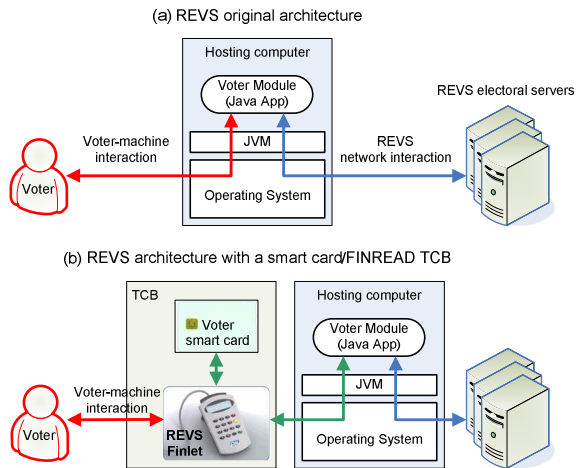 (a) REVS original architecture
Hosting computer
Voter Module
(Java App)
REVS electoral servers
Voter-machine
interaction
JVM
REVS
network interaction
Voter
Operating System
(b) REVS architecture with a smart card/FINREAD TCB
TCB
Hosting computer
Voter
smart card
Voter Module
(Java App)
Voter-machine
interaction
JVM
REVS
Finlet
Voter
Operating System